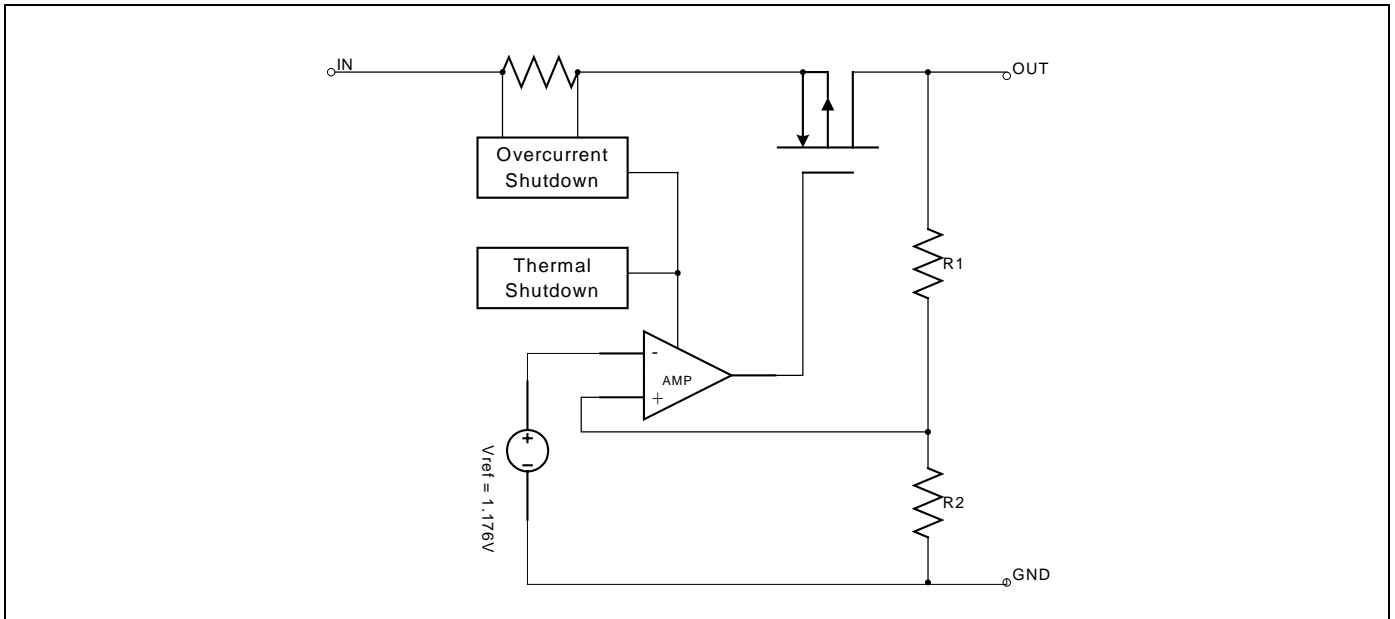 IN
OUT
Overcurrent
Shutdown
Thermal
Shutdown
R1
-
AMP
+
+
−
Vref = 1.176V
R2
GND